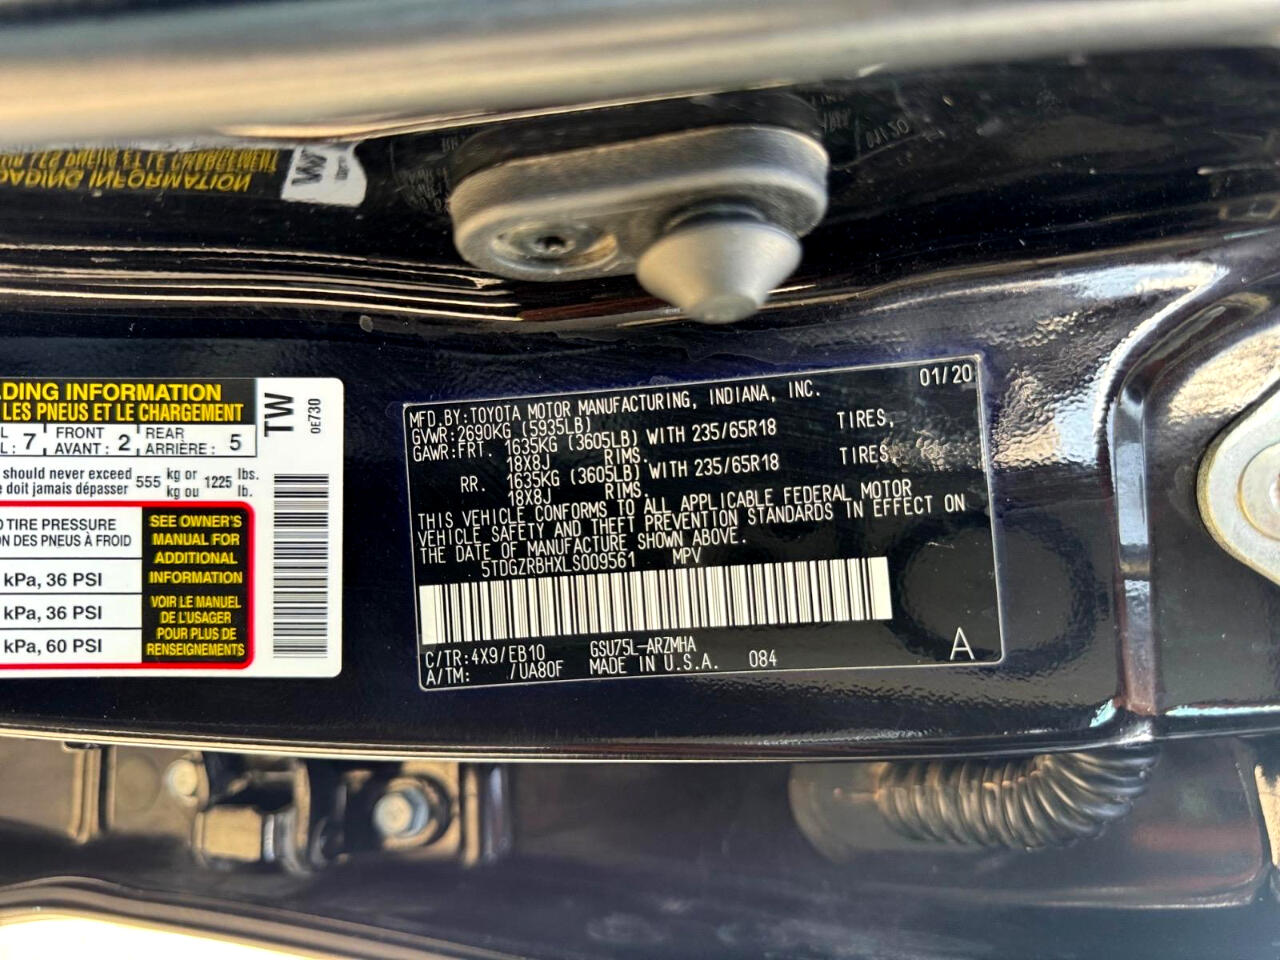 DING INFORMATION
LES PNEUS ET LE CHARGEMENT
L : 7 FRONT AVANT : 2 REAR ARRIÈRE : 5
should never exceed 555 kg or 1225 lbs.
e doit jamais dépasser kg ou lb.
TIRE PRESSURE
ON DES PNEUS À FROID
kPa, 36 PSI
kPa, 36 PSI
kPa, 60 PSI
SEE OWNER'S
MANUAL FOR
ADDITIONAL
INFORMATION
VOIR LE MANUEL
DE L'USAGER
POUR PLUS DE
RENSEIGNEMENTS
TW
0E730
MFD.BY:TOYOTA MOTOR MANUFACTURING, INDIANA, INC. 01/20
GVWR:2690KG (5935LB)
GAWR:FRT. 1635KG (3605LB) WITH 235/65R18 TIRES,
18X8J RIMS.
RR. 1635KG (3605LB) WITH 235/65R18 TIRES,
18X8J RIMS.
THIS VEHICLE CONFORMS TO ALL APPLICABLE FEDERAL MOTOR
VEHICLE SAFETY AND THEFT PREVENTION STANDARDS IN EFFECT ON
THE DATE OF MANUFACTURE SHOWN ABOVE.
5TDGZRBHXLS009561 MPV
C/TR:4X9/EB10 GSU75L-ARZMHA
A/TM: /UA80F MADE IN U.S.A. 084 A